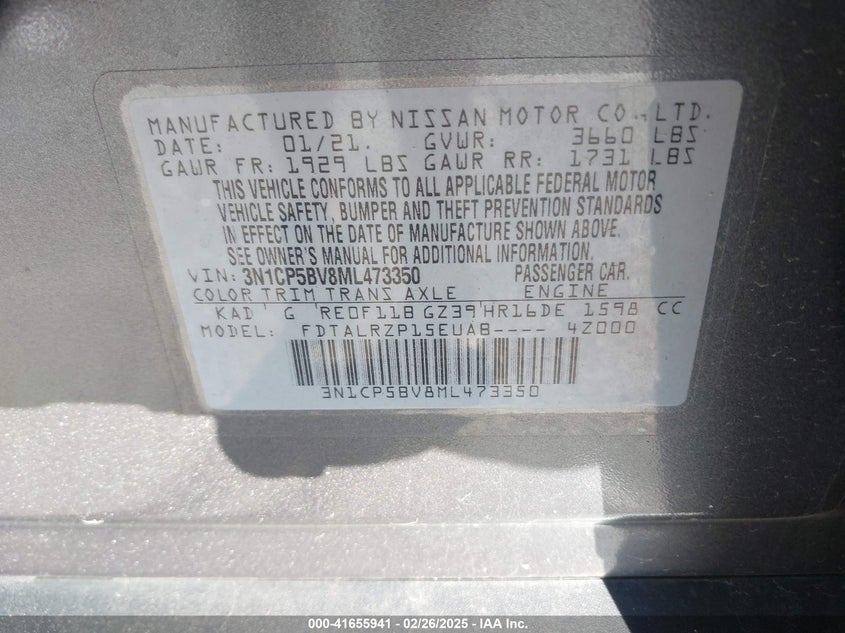 MANUFACTURED BY NISSAN MOTOR CO., LTD.
DATE: 01/21. GVWR: 3660 LBS
GAWR FR: 1929 LBS GAWR RR: 1731 LBS
THIS VEHICLE CONFORMS TO ALL APPLICABLE FEDERAL MOTOR
VEHICLE SAFETY, BUMPER AND THEFT PREVENTION STANDARDS
IN EFFECT ON THE DATE OF MANUFACTURE SHOWN ABOVE.
SEE OWNER'S MANUAL FOR ADDITIONAL INFORMATION.
VIN: 3N1CP5BV8ML473350 PASSENGER CAR.
COLOR TRIM TRANS AXLE ENGINE
KAD G RE0F11B GZ39 HR16DE 1598 CC
MODEL: FDTALRZP15EUAB---- 4Z000
3N1CP5BV8ML473350
000-41655941 / 02/26/2025 - IAA Inc.